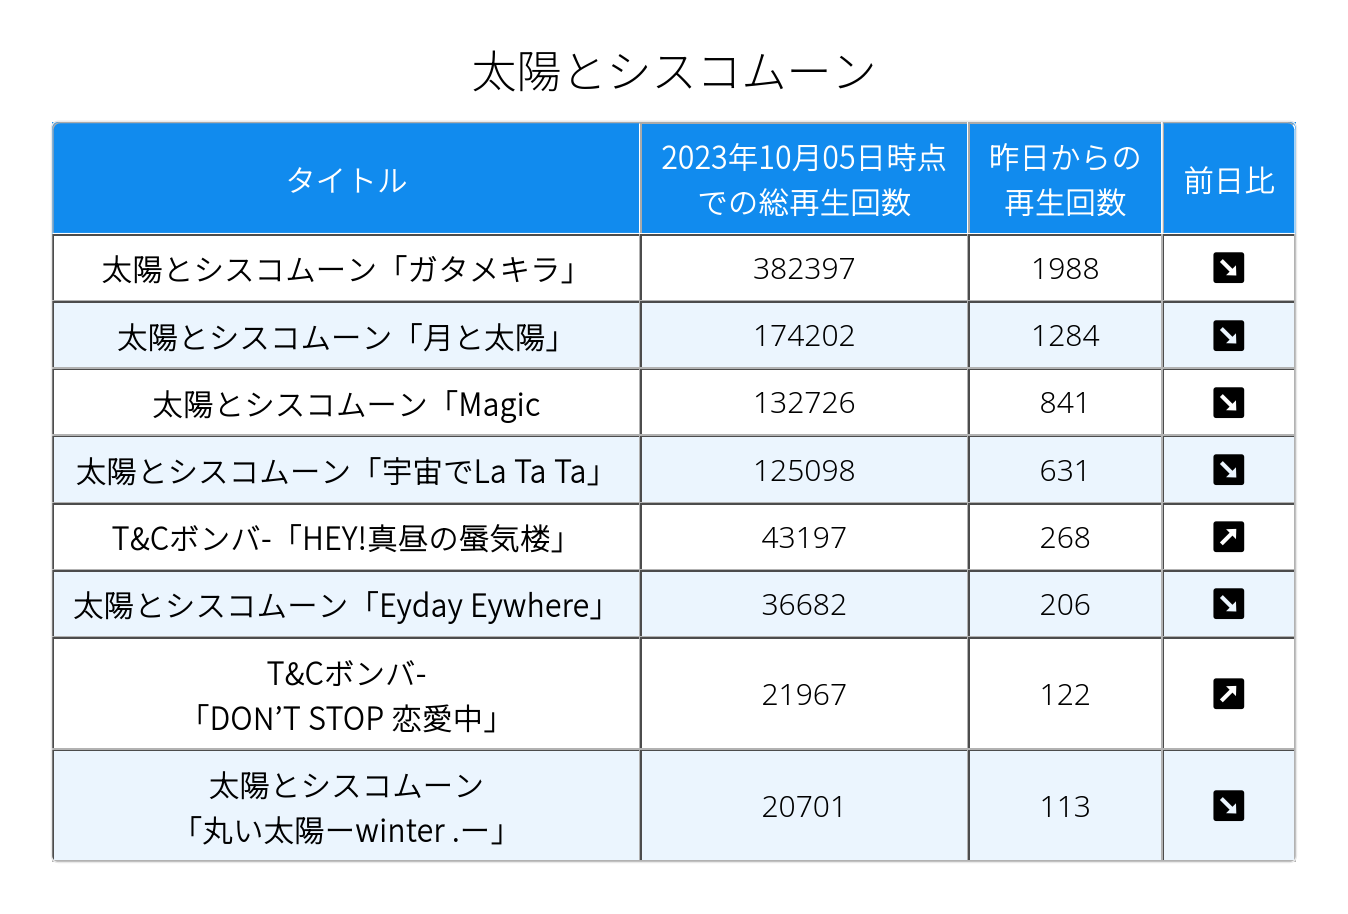 太陽とシスコムーン
タイトル
2023年10月05日時点
での総再生回数
昨日からの
再生回数
前日比
太陽とシスコムーン「ガタメキラ」
382397
1988
太陽とシスコムーン「月と太陽」
174202
1284
太陽とシスコムーン「Magic
132726
841
太陽とシスコムーン「宇宙でLa Ta Ta」
125098
631
T&Cボンバ-「HEY!真昼の蜃気楼」
43197
268
太陽とシスコムーン「Eyday Eywhere」
36682
206
T&Cボンバ-
「DON’T STOP 恋愛中」
21967
122
太陽とシスコムーン
「丸い太陽ーwinter .ー」
20701
113